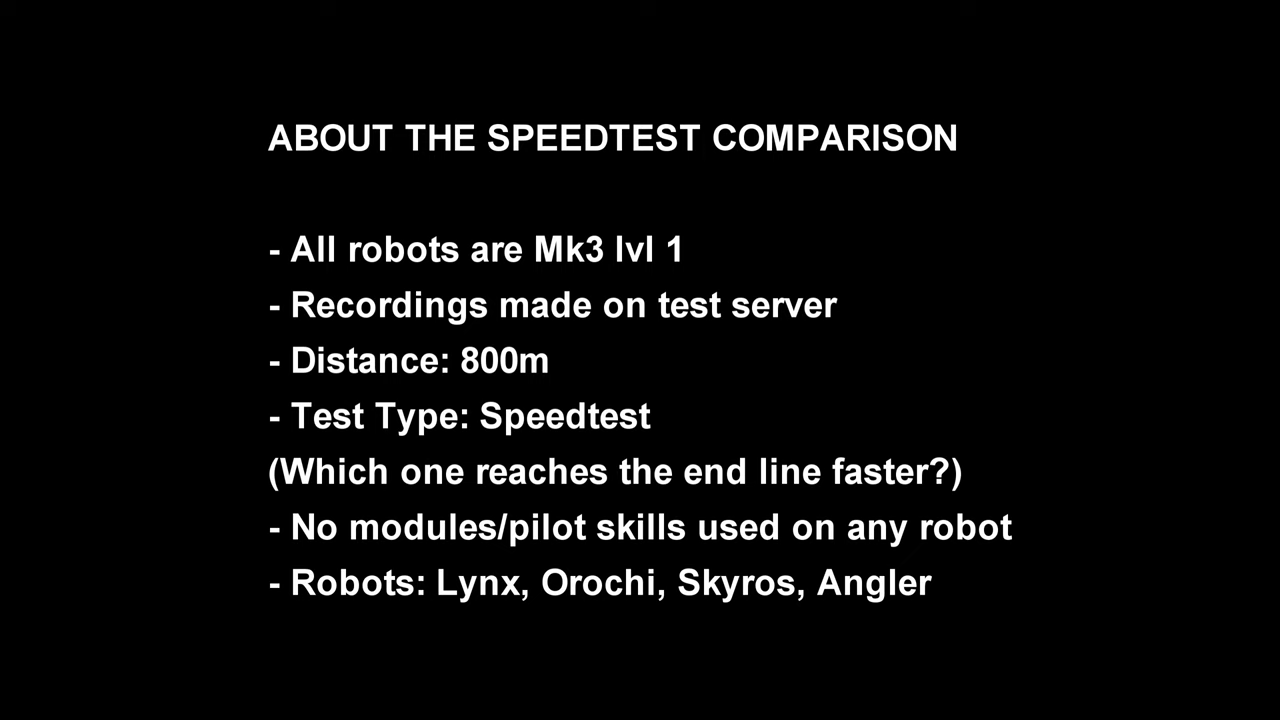 ABOUT THE SPEEDTEST COMPARISON
- All robots are Mk3 lvl 1
- Recordings made on test server
- Distance: 800m
- Test Type: Speedtest
(Which one reaches the end line faster?)
- No modules/pilot skills used on any robot
- Robots: Lynx, Orochi, Skyros, Angler